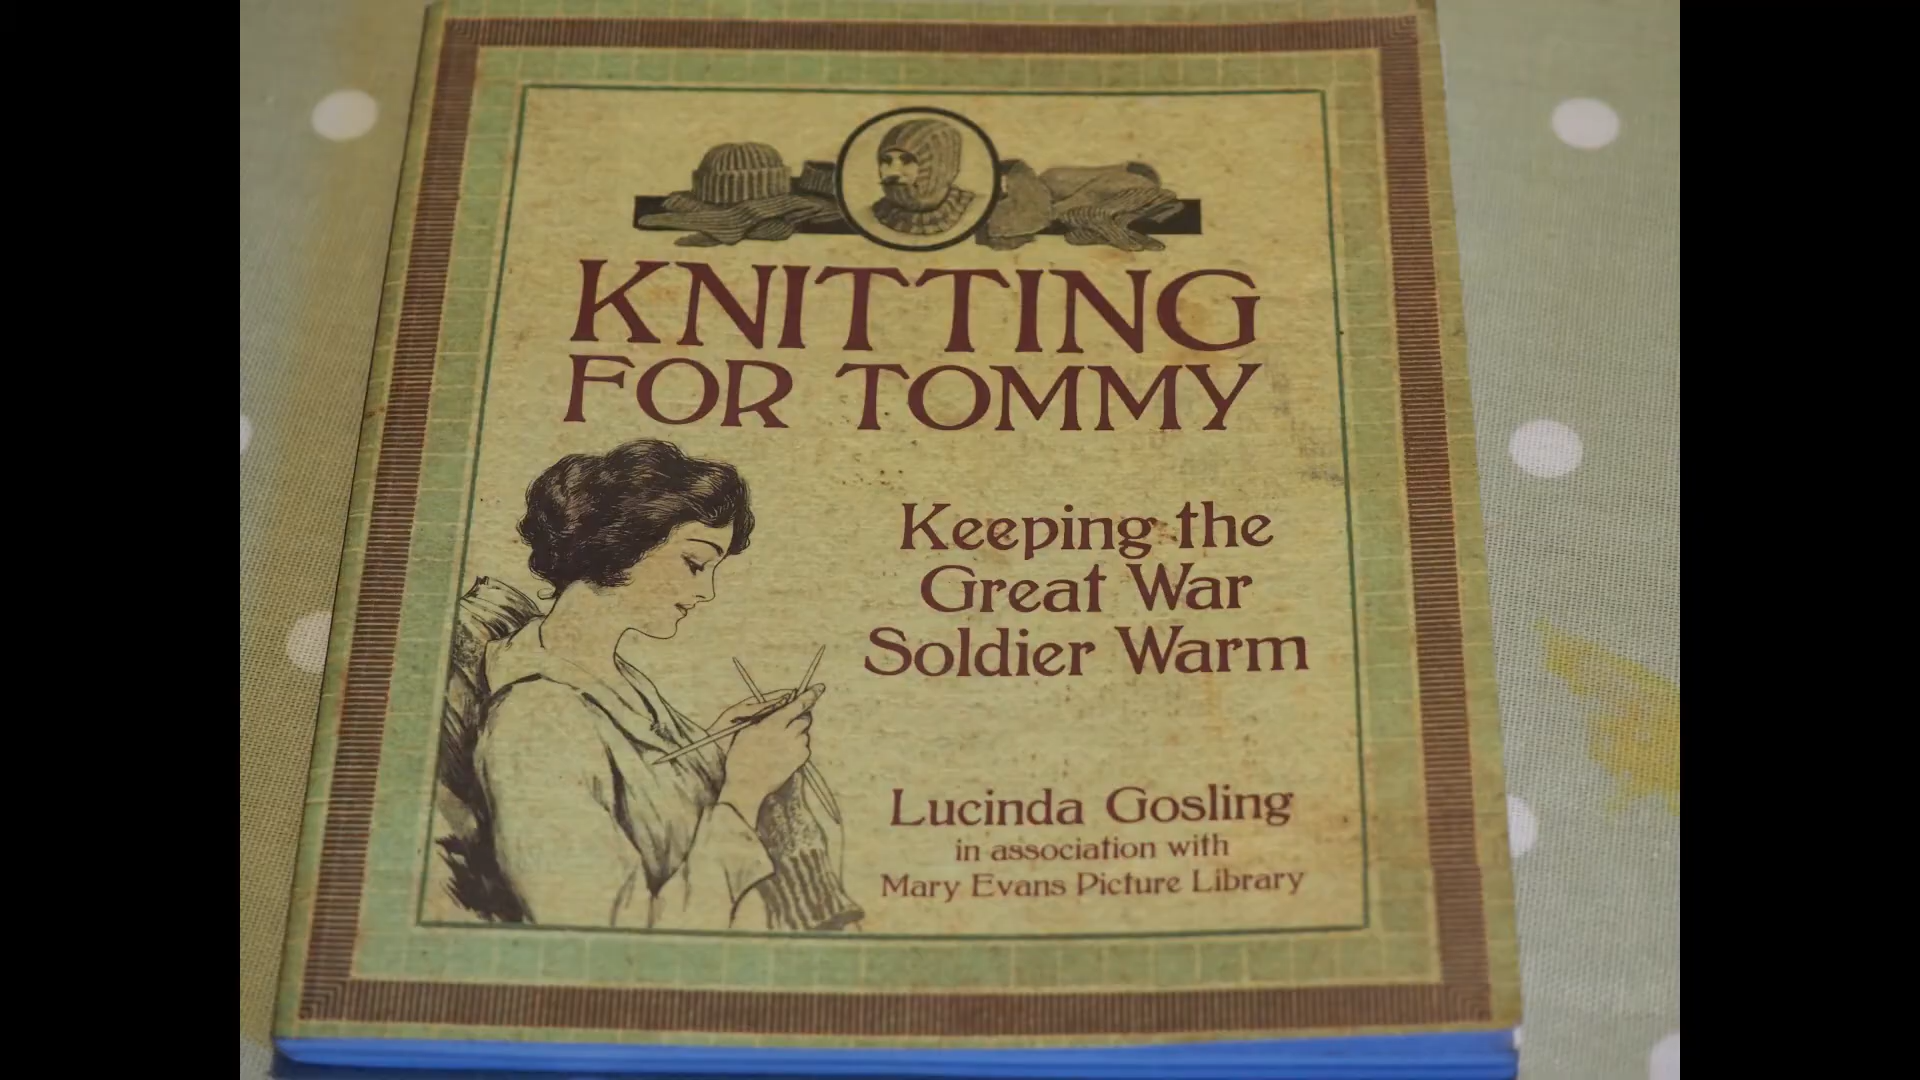 KNITTING
FOR TOMMY
Keeping the
Great War
Soldier Warm
Lucinda Gosling
in association with
Mary Evans Picture Library